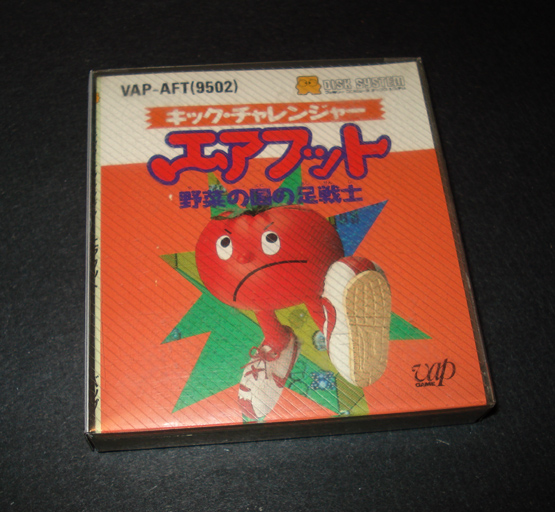 VAP-AFT(9502)
DISK SYSTEM
キック・チャレンジャー
エアフット
野菜の国の足戦士
vap
GAME